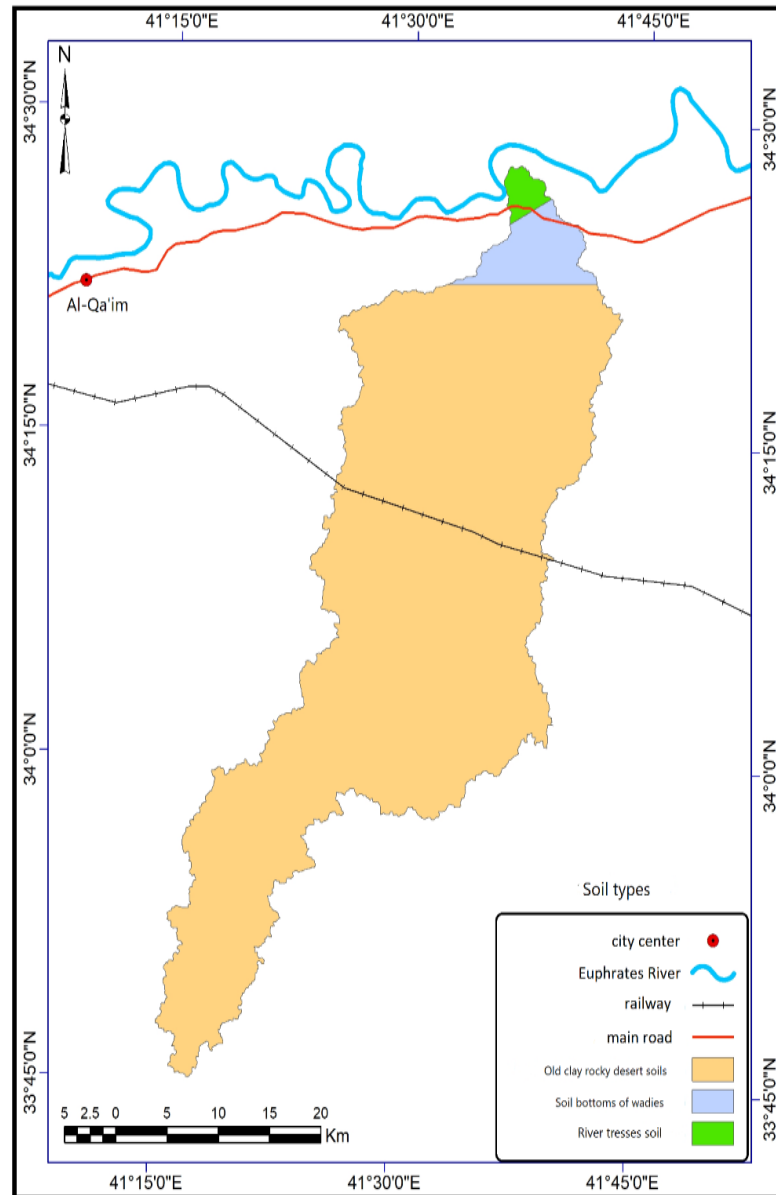 41°15'0"E 41°30'0"E 41°45'0"E
N
34°30'0"N
34°30'0"N
Al-Qa'im
34°15'0"N
34°15'0"N
34°0'0"N
34°0'0"N
Soil types
city center
Euphrates River
railway
main road
Old clay rocky desert soils
Soil bottoms of wadies
River tresses soil
33°45'0"N
33°45'0"N
5 2.5 0 5 10 15 20
Km
41°15'0"E 41°30'0"E 41°45'0"E